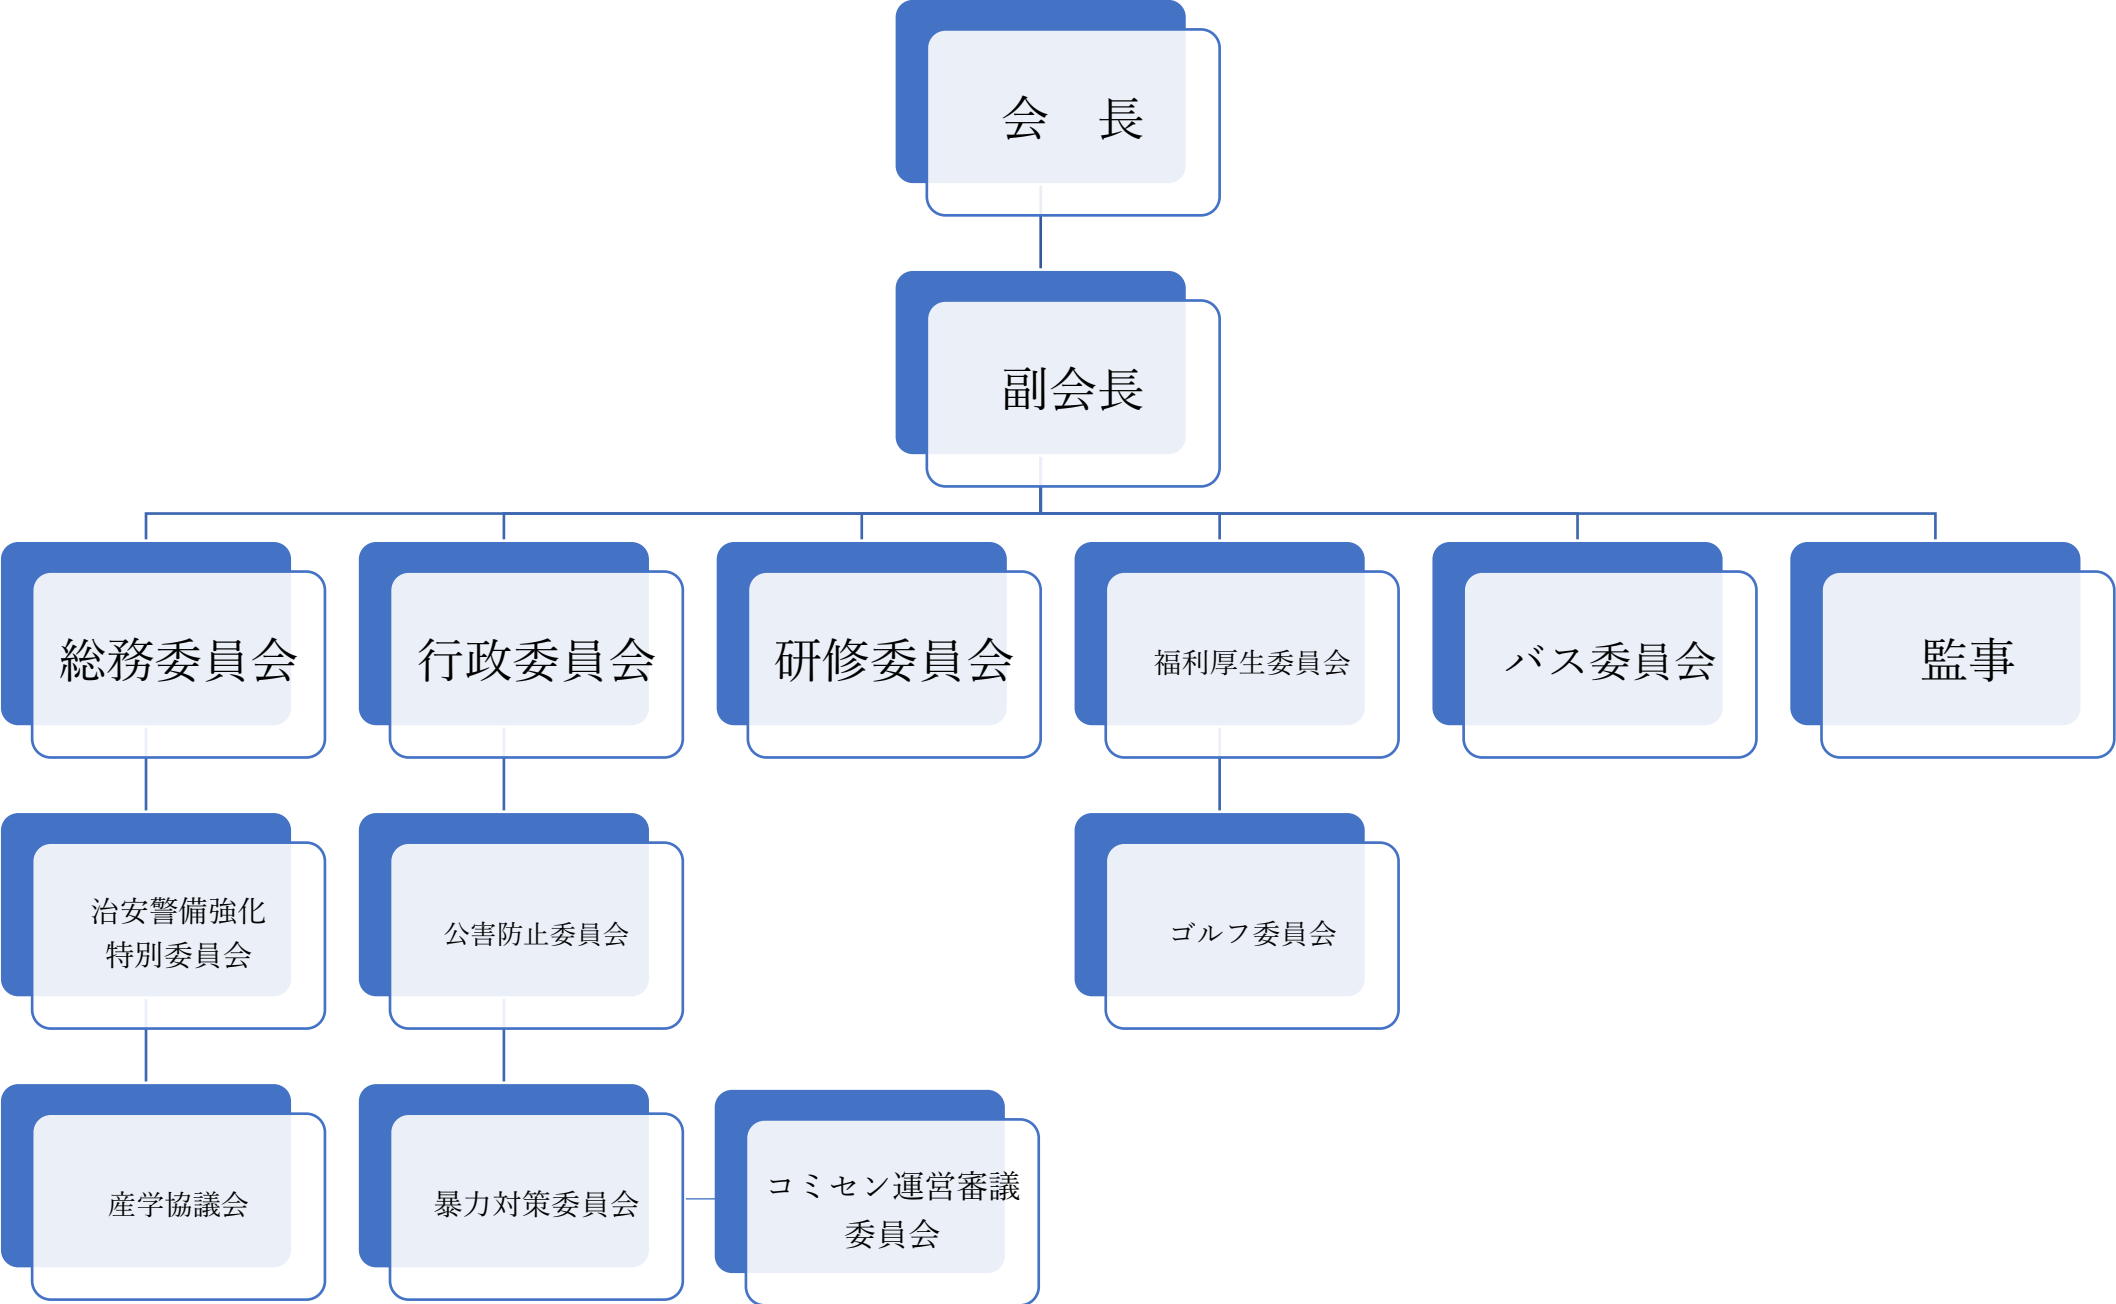 会　長
副会長
総務委員会
行政委員会
研修委員会
福利厚生委員会
バス委員会
監事
治安警備強化
特別委員会
公害防止委員会
ゴルフ委員会
産学協議会
暴力対策委員会
コミセン運営審議
委員会